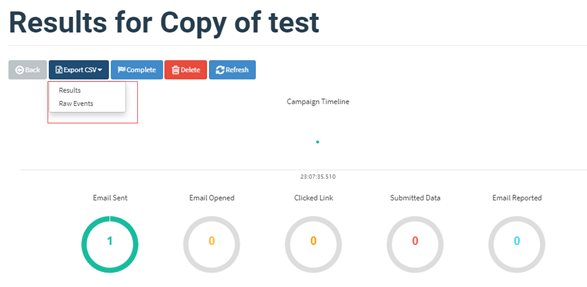 Results for Copy of test
Back Export CSV Complete Delete Refresh
Results
Raw Events
Campaign Timeline
23:07:35.510
Email Sent Email Opened Clicked Link Submitted Data Email Reported
1 0 0 0 0